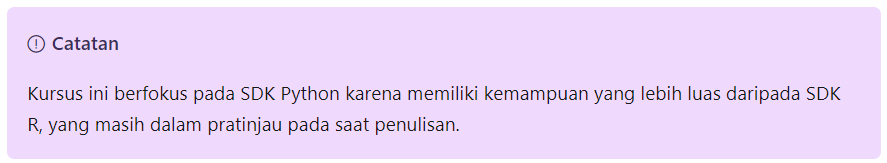 Catatan
Kursus ini berfokus pada SDK Python karena memiliki kemampuan yang lebih luas daripada SDK
R, yang masih dalam pratinjau pada saat penulisan.